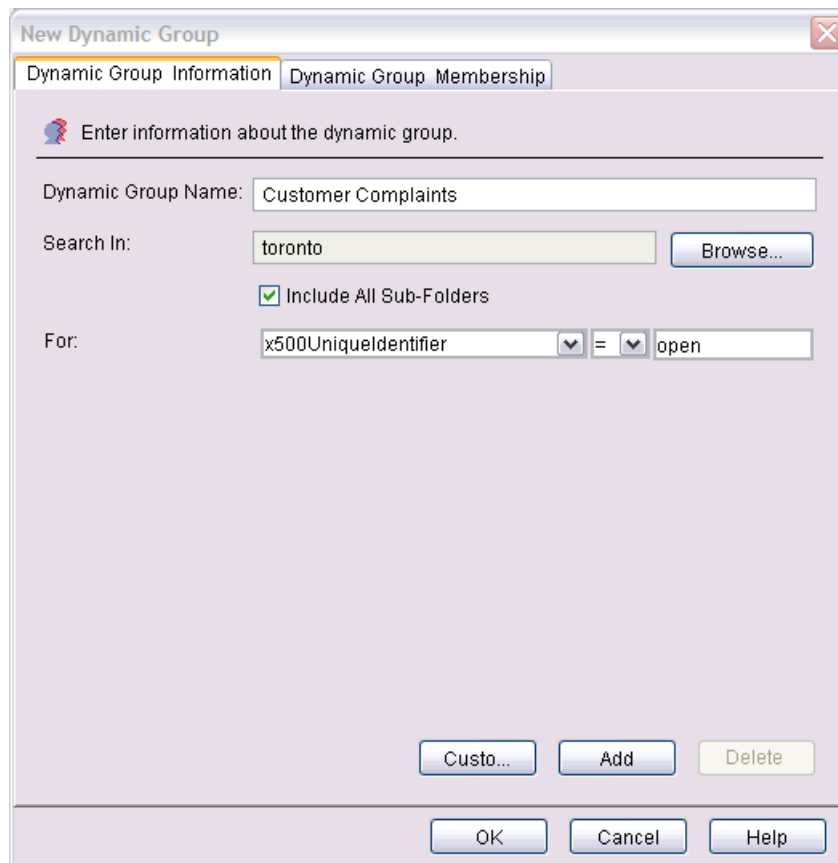 New Dynamic Group
Dynamic Group Information Dynamic Group Membership
Enter information about the dynamic group.
Dynamic Group Name: Customer Complaints
Search In: toronto Browse...
Include All Sub-Folders
For: x500UniqueIdentifier = open
Custo... Add Delete
OK Cancel Help